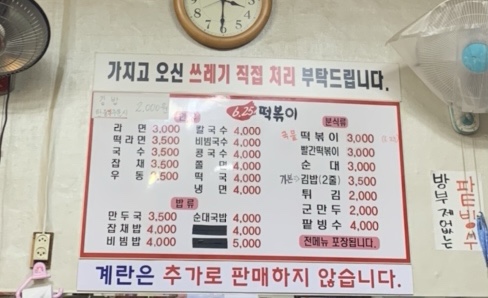 가지고 오신 쓰레기 직접 처리 부탁드립니다.
2,000
6.25 떡볶이
라 면 3,000
떡라면 3,500
국 수 3,500
잡 채 3,500
우 동 3,500
칼국수 4,000
비빔국수 4,000
콩국수 4,000
쫄 면 4,000
떡 국 4,000
냉 면 4,000
밥 류
만두국 3,500
잡채밥 4,000
비빔밥 4,000
순대국밥 4,000
4,000
5,000
분식류
떡볶이 3,000
빨간떡볶이 3,000
순 대 3,000
기본 김밥(2줄) 3,500
튀 김 2,000
군만두 2,000
팥빙수 4,000
전메뉴 포장됩니다.
계란은 추가로 판매하지 않습니다.
팥빙수
방부제없는